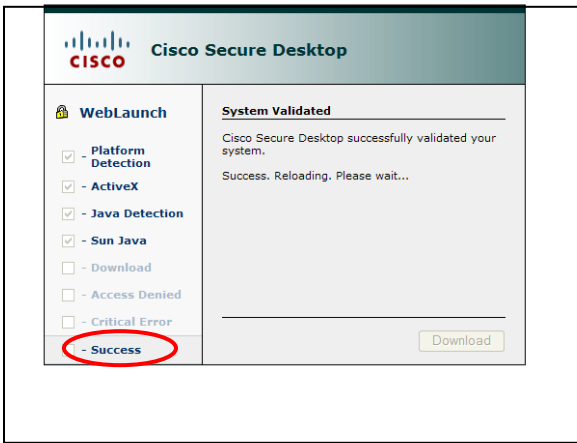 CISCO
Cisco Secure Desktop
WebLaunch
- Platform
Detection
- ActiveX
- Java Detection
- Sun Java
- Download
- Access Denied
- Critical Error
- Success
System Validated
Cisco Secure Desktop successfully validated your
system.
Success. Reloading. Please wait...
Download